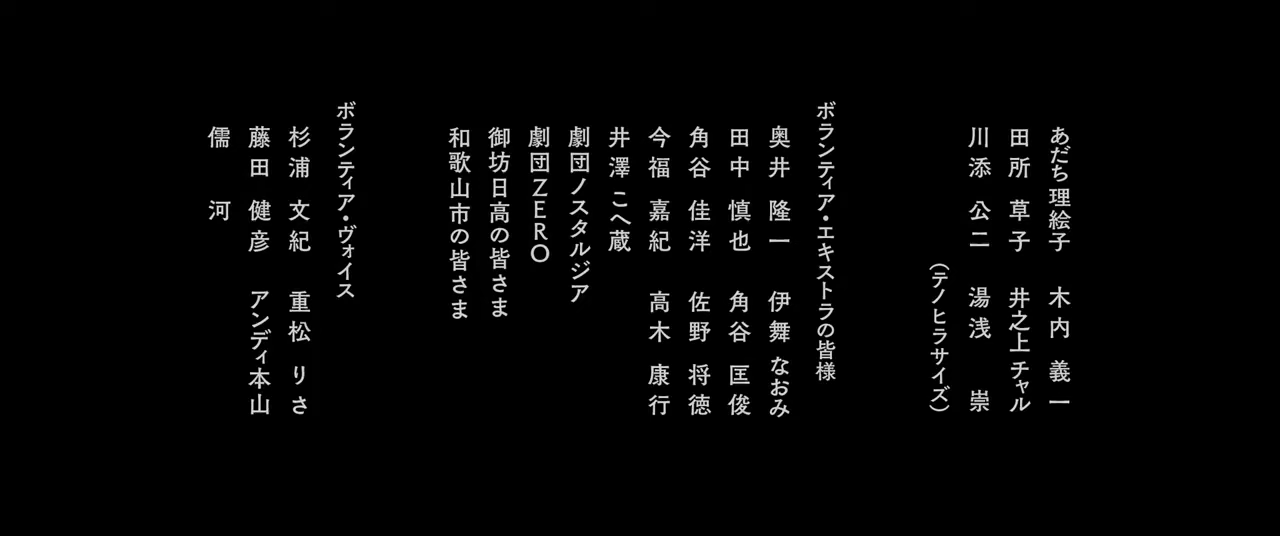 あだち理絵子 木内 義一
田所 草子 井之上 チャル
川添 公二 湯浅 崇
（テノヒラサイズ）
ボランティア・エキストラの皆様
奥井 隆一 伊舞 なおみ
田中 慎也 角谷 匡俊
角谷 佳洋 佐野 将徳
今福 嘉紀 高木 康行
井澤 こへ蔵
劇団ノスタルジア
劇団ZERO
御坊日高の皆さま
和歌山市の皆さま
ボランティア・ヴォイス
杉浦 文紀 重松 りさ
藤田 健彦 アンディ本山
儒 河